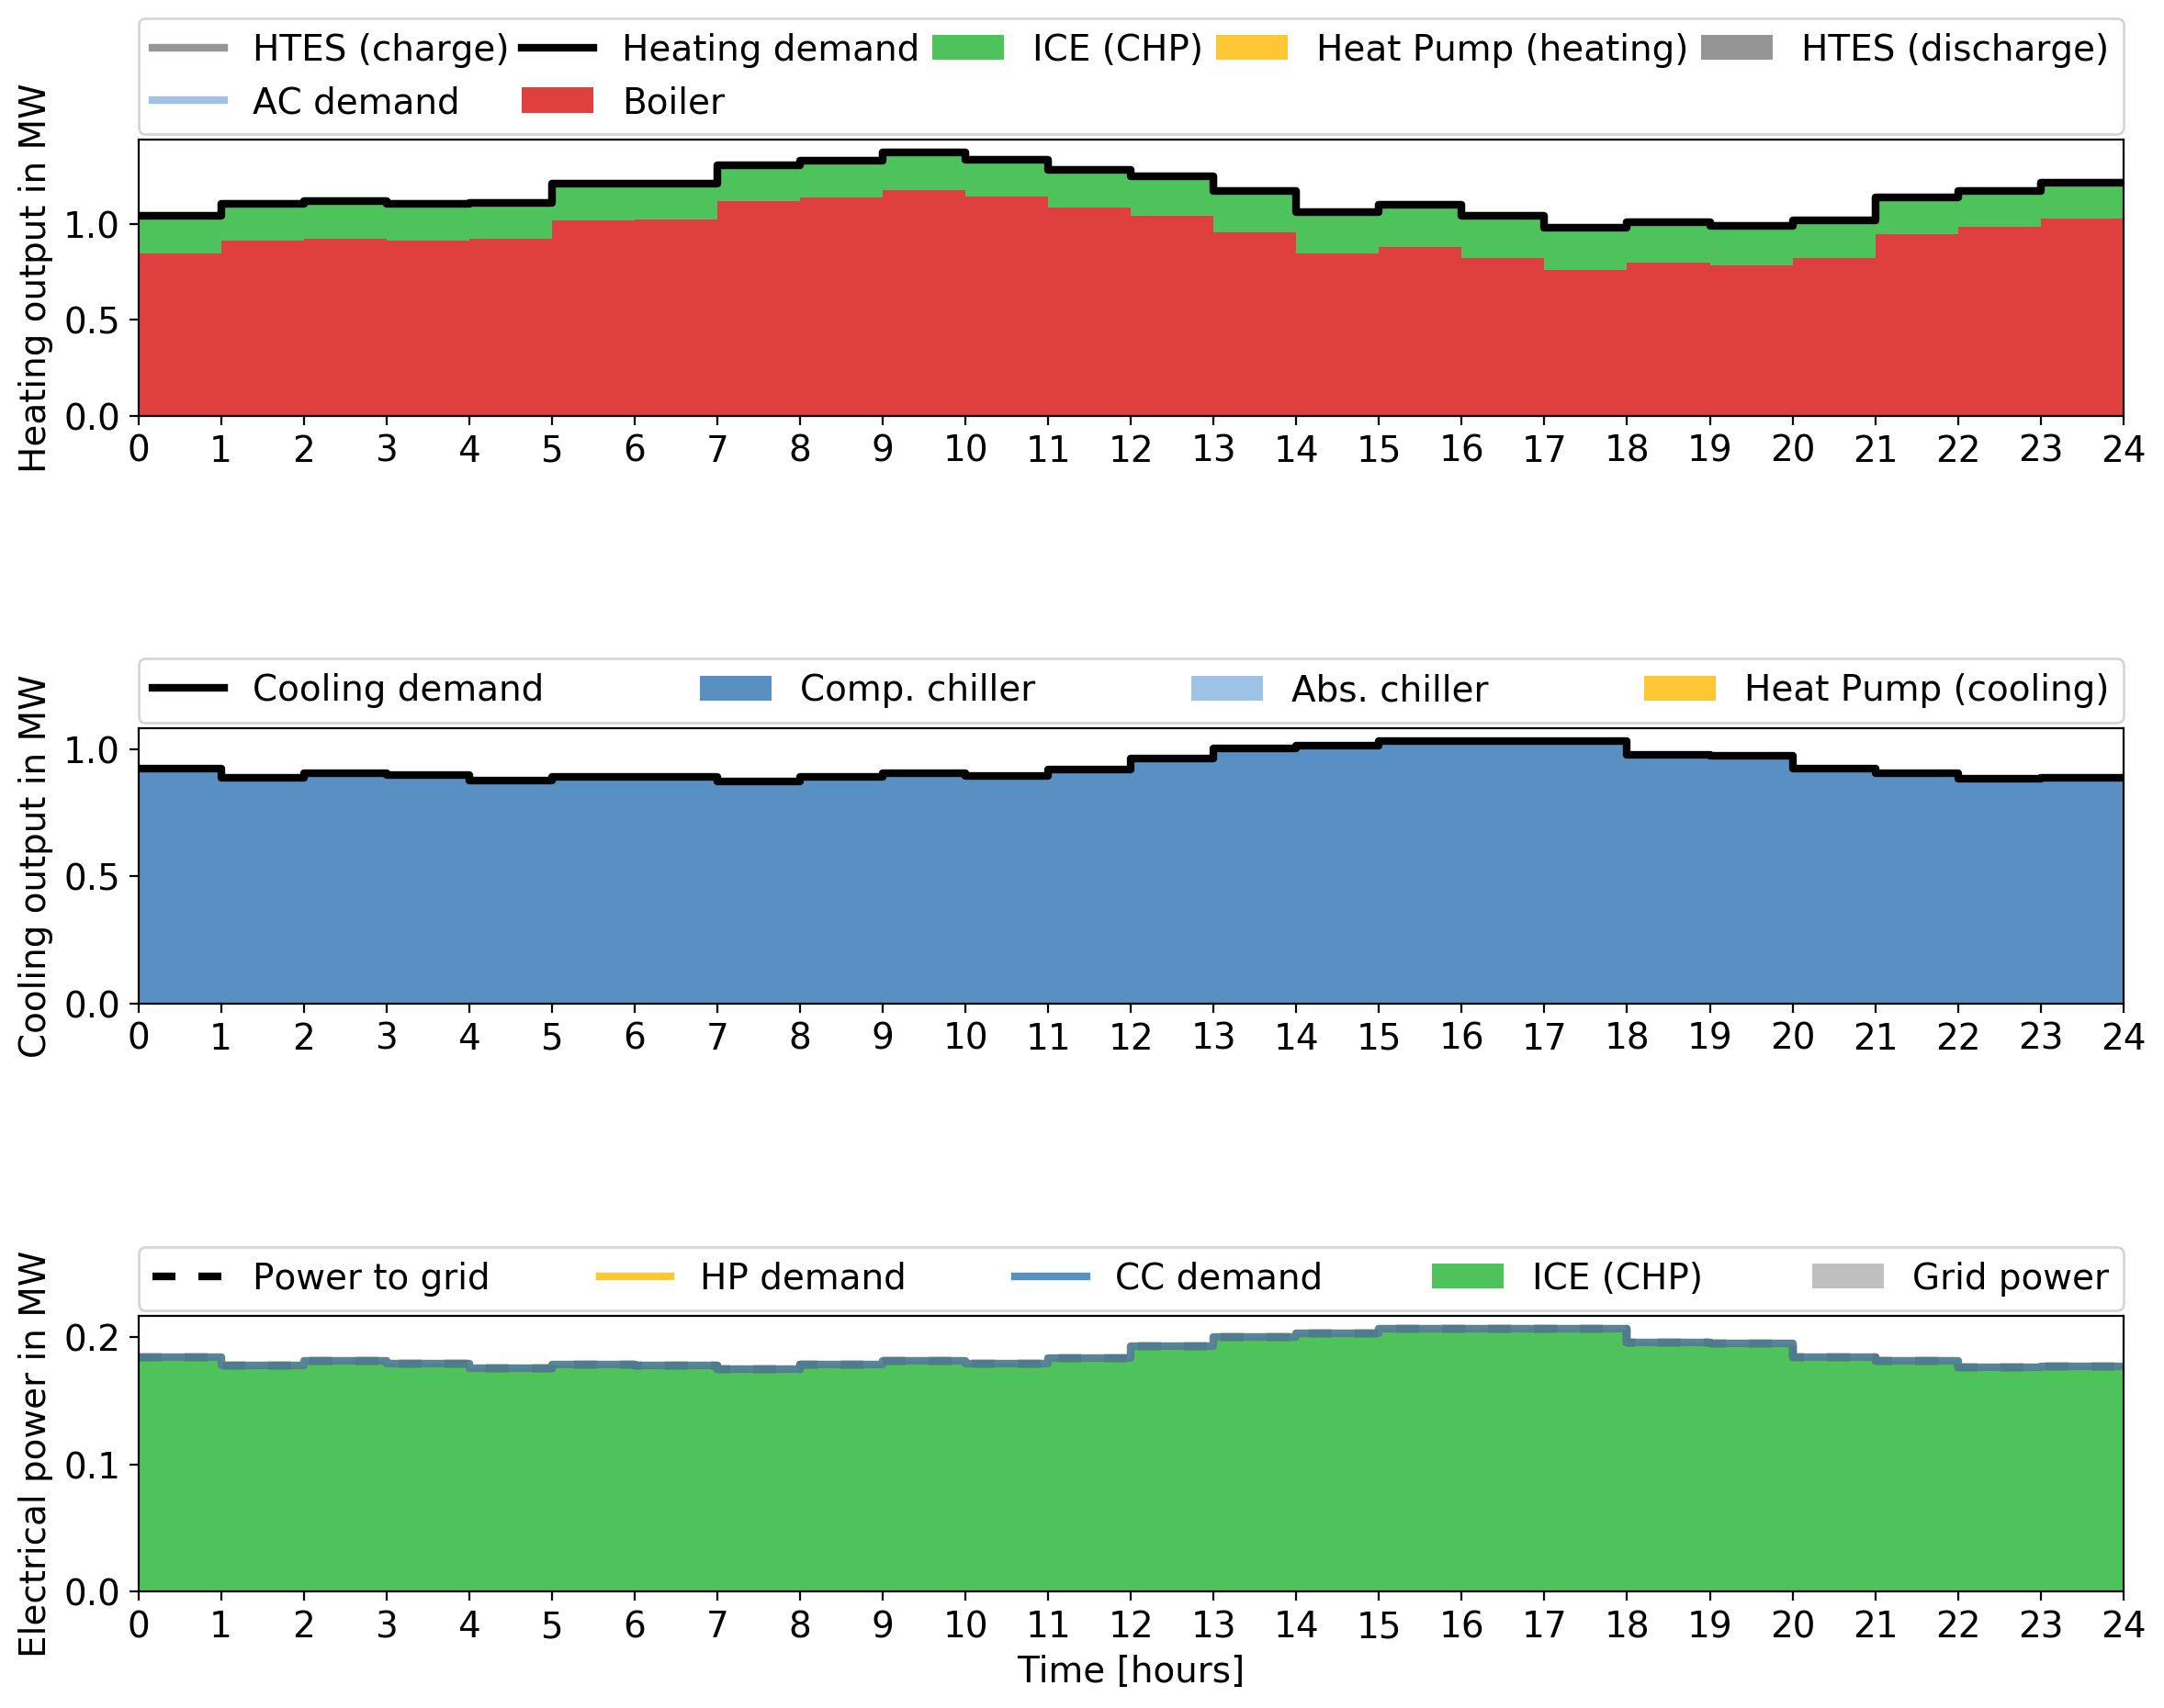 HTES (charge) Heating demand ICE (CHP) Heat Pump (heating) HTES (discharge)
AC demand Boiler
Heating output in MW
1.0
0.5
0.0
0 1 2 3 4 5 6 7 8 9 10 11 12 13 14 15 16 17 18 19 20 21 22 23 24
Cooling demand Comp. chiller Abs. chiller Heat Pump (cooling)
Cooling output in MW
1.0
0.5
0.0
0 1 2 3 4 5 6 7 8 9 10 11 12 13 14 15 16 17 18 19 20 21 22 23 24
Power to grid HP demand CC demand ICE (CHP) Grid power
Electrical power in MW
0.2
0.1
0.0
0 1 2 3 4 5 6 7 8 9 10 11 12 13 14 15 16 17 18 19 20 21 22 23 24
Time [hours]